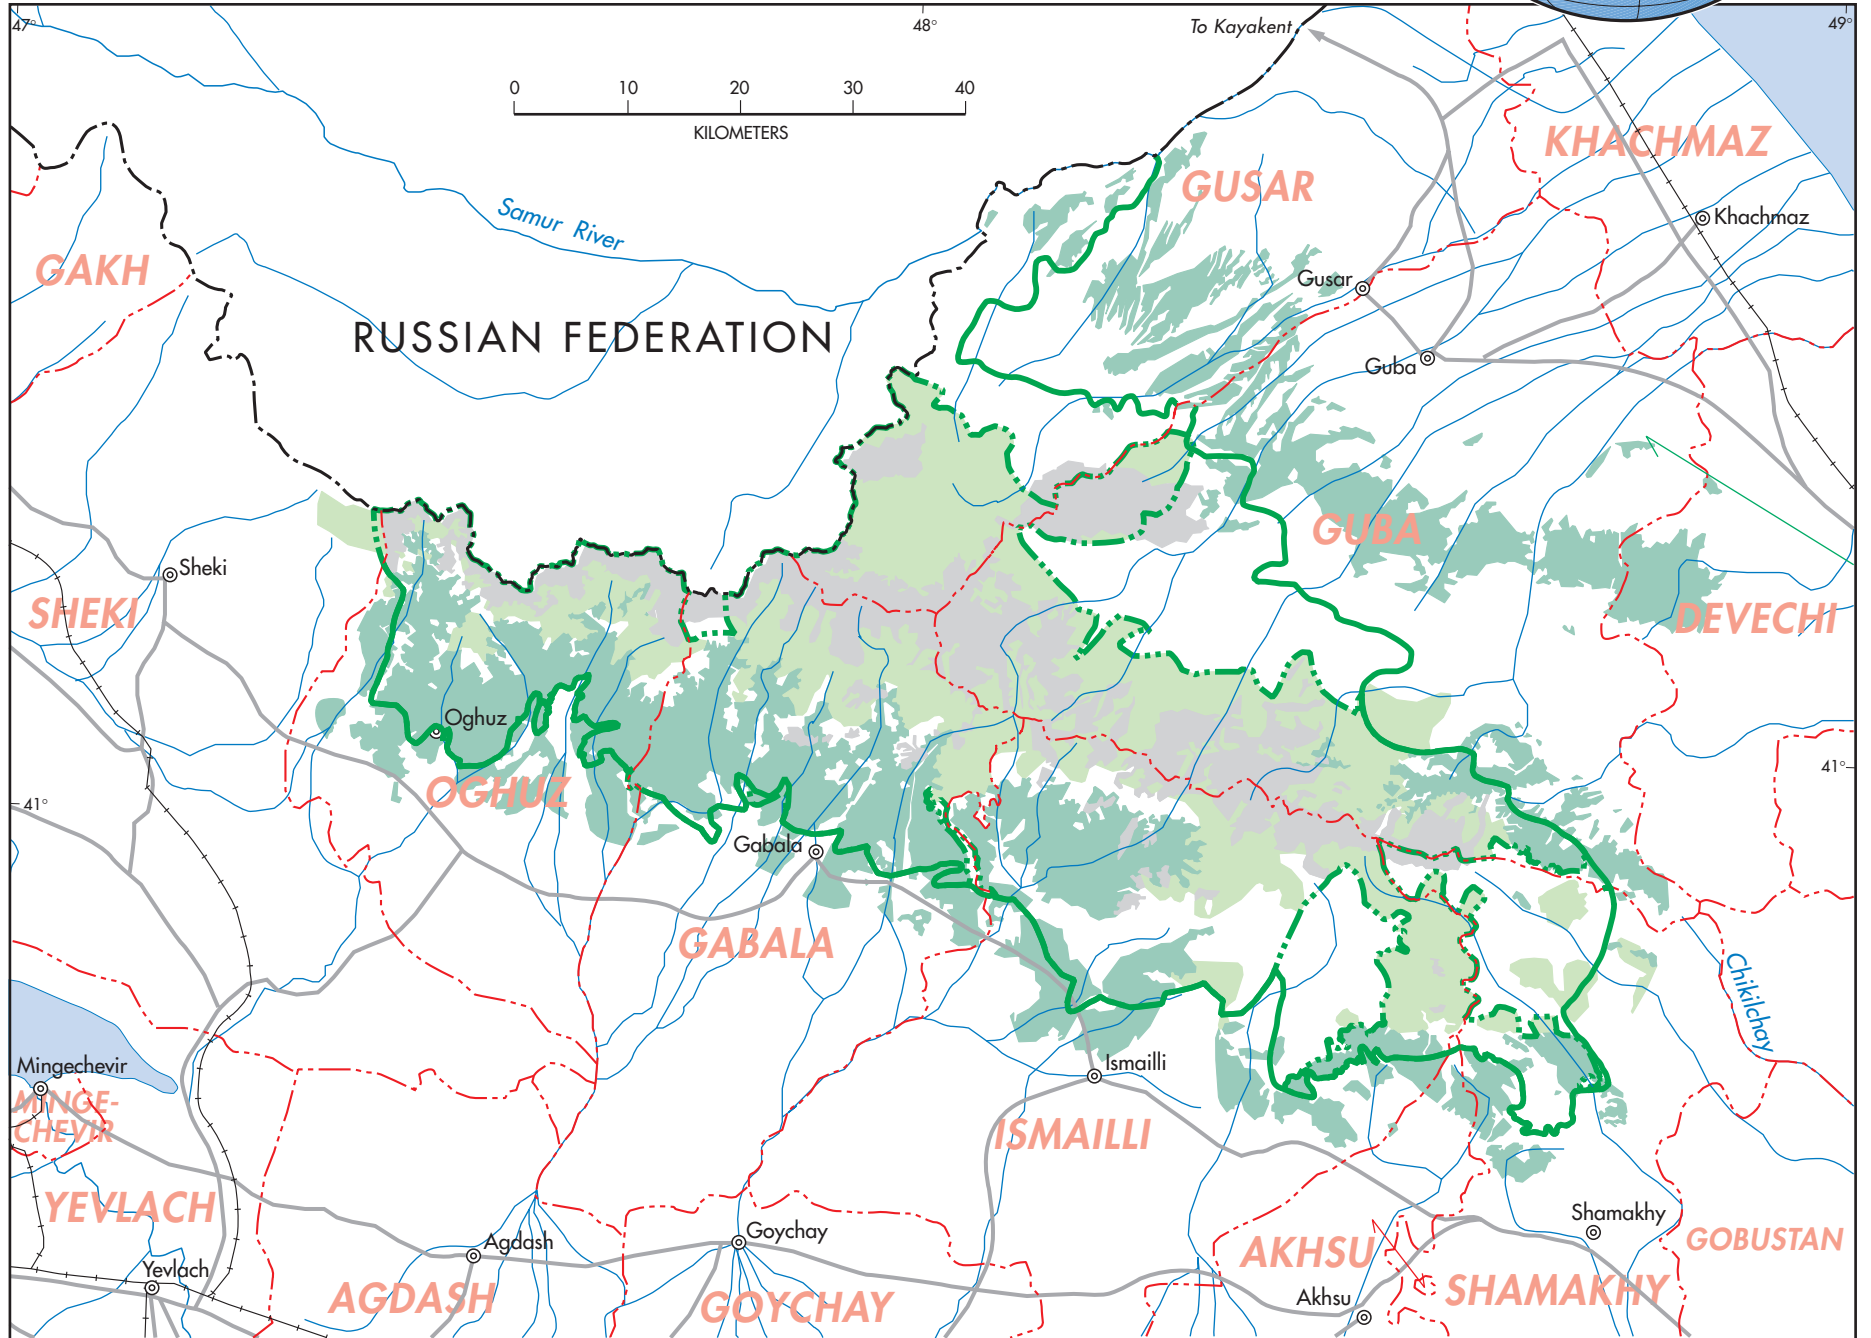 47°
48°
49°
To Kayakent
0 10 20 30 40
KILOMETERS
KHACHMAZ
Khachmaz
GUSAR
Samur River
GAKH
Gusar
RUSSIAN FEDERATION
Guba
GUBA
Sheki
SHEKI
DEVECHI
Oghuz
OGHUZ
41°
41°
Gabala
GABALA
Chikilchay
Mingechevir
MINGE-
CHEVIR
Ismailli
ISMAILLI
YEVLACH
Yevlach
Agdash
AGDASH
Goychay
GOYCHAY
Shamakhy
GOBUSTAN
AKHSU
SHAMAKHY
Akhsu